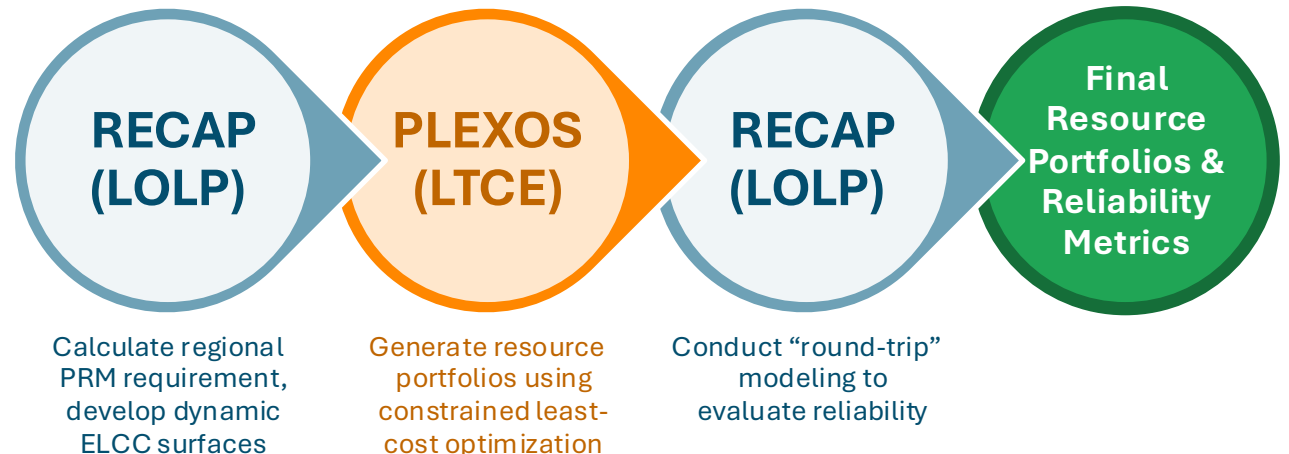 RECAP
(LOLP)
Calculate regional
PRM requirement,
develop dynamic
ELCC surfaces
PLEXOS
(LTCE)
Generate resource
portfolios using
constrained least-
cost optimization
RECAP
(LOLP)
Conduct “round-trip”
modeling to
evaluate reliability
Final
Resource
Portfolios &
Reliability
Metrics